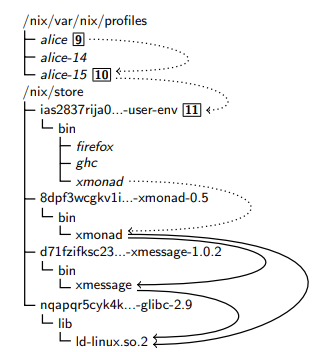 /nix/var/nix/profiles
alice 9
alice-14
alice-15 10
/nix/store
ias2837rija0...-user-env 11
bin
firefox
ghc
xmonad
8dpf3wcgkv1i...-xmonad-0.5
bin
xmonad
d71fzifksc23...-xmessage-1.0.2
bin
xmessage
nqapqr5cyk4k...-glibc-2.9
lib
ld-linux.so.2